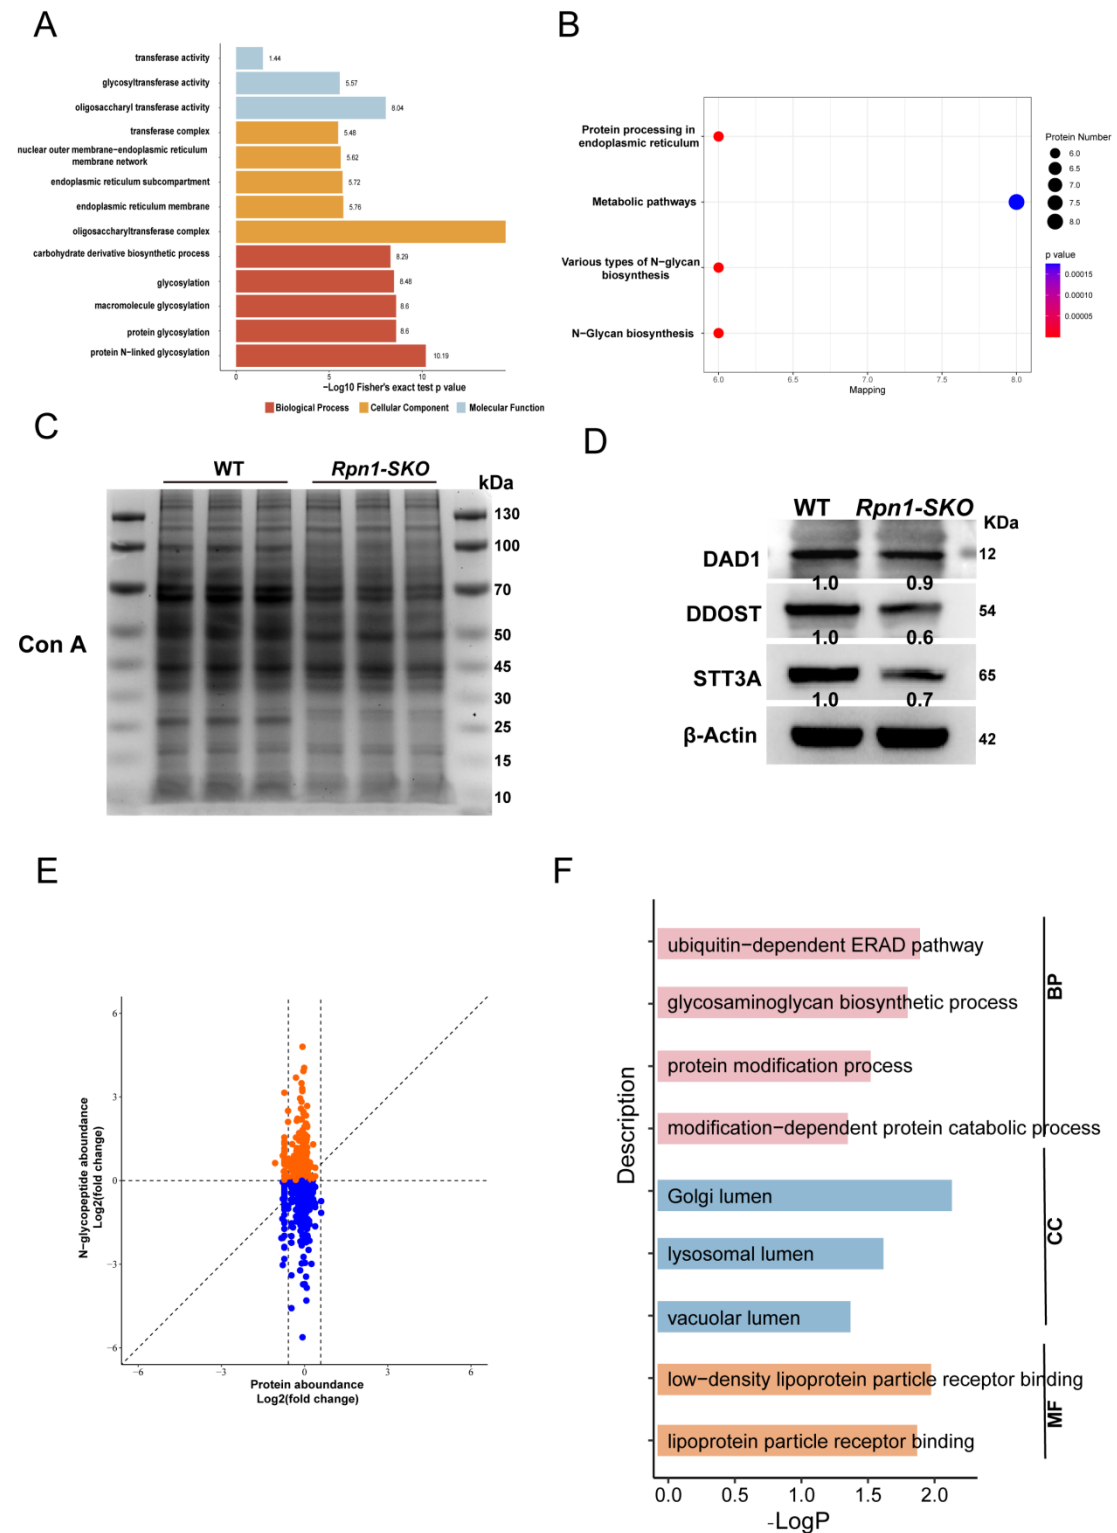 A
transferase activity
1.44
glycosyltransferase activity
5.57
oligosaccharyl transferase activity
8.04
transferase complex
5.48
nuclear outer membrane−endoplasmic reticulum
membrane network
5.62
endoplasmic reticulum subcompartment
5.72
endoplasmic reticulum membrane
5.76
oligosaccharyltransferase complex
carbohydrate derivative biosynthetic process
8.29
glycosylation
8.48
macromolecule glycosylation
8.6
protein glycosylation
8.6
protein N−linked glycosylation
10.19
0 5 10
−Log10 Fisher's exact test p value
Biological Process Cellular Component Molecular Function
B
Protein processing in
endoplasmic reticulum
Metabolic pathways
Various types of N−glycan
biosynthesis
N−Glycan biosynthesis
6.0 6.5 7.0 7.5 8.0
Mapping
Protein Number
6.0
6.5
7.0
7.5
8.0
p value
0.00015
0.00010
0.00005
C
WT Rpn1-SKO
kDa
130
100
70
50
45
30
25
15
10
Con A
D
WT Rpn1-SKO
KDa
DAD1
12
1.0 0.9
DDOST
54
1.0 0.6
STT3A
65
1.0 0.7
β-Actin
42
E
N−glycopeptide aboundance
Log2(fold change)
6
3
0
−3
−6
−6 −3 0 3 6
Protein aboundance
Log2(fold change)
F
Description
ubiquitin−dependent ERAD pathway
glycosaminoglycan biosynthetic process
protein modification process
modification−dependent protein catabolic process
BP
Golgi lumen
lysosomal lumen
vacuolar lumen
CC
low−density lipoprotein particle receptor binding
lipoprotein particle receptor binding
MF
0.0 0.5 1.0 1.5 2.0
-LogP